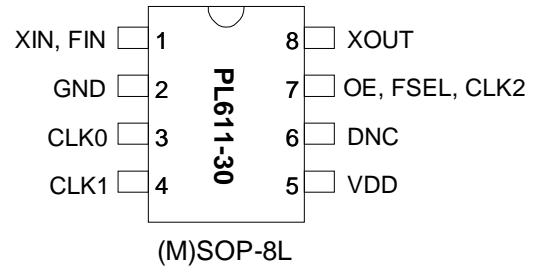 XIN, FIN 1 8 XOUT
GND 2 7 OE, FSEL, CLK2
CLK0 3 6 DNC
CLK1 4 5 VDD
PL611-30
(M)SOP-8L